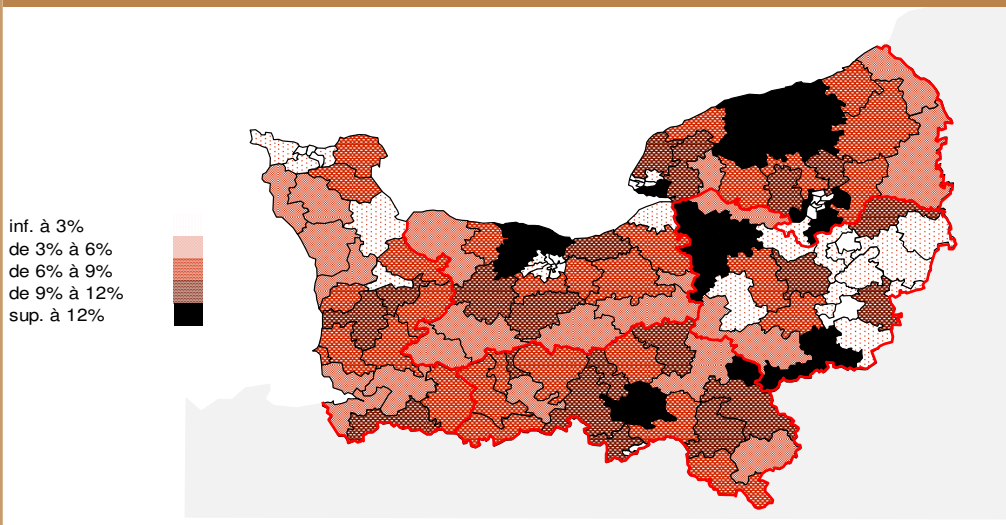 inf. à 3%
de 3% à 6%
de 6% à 9%
de 9% à 12%
sup. à 12%